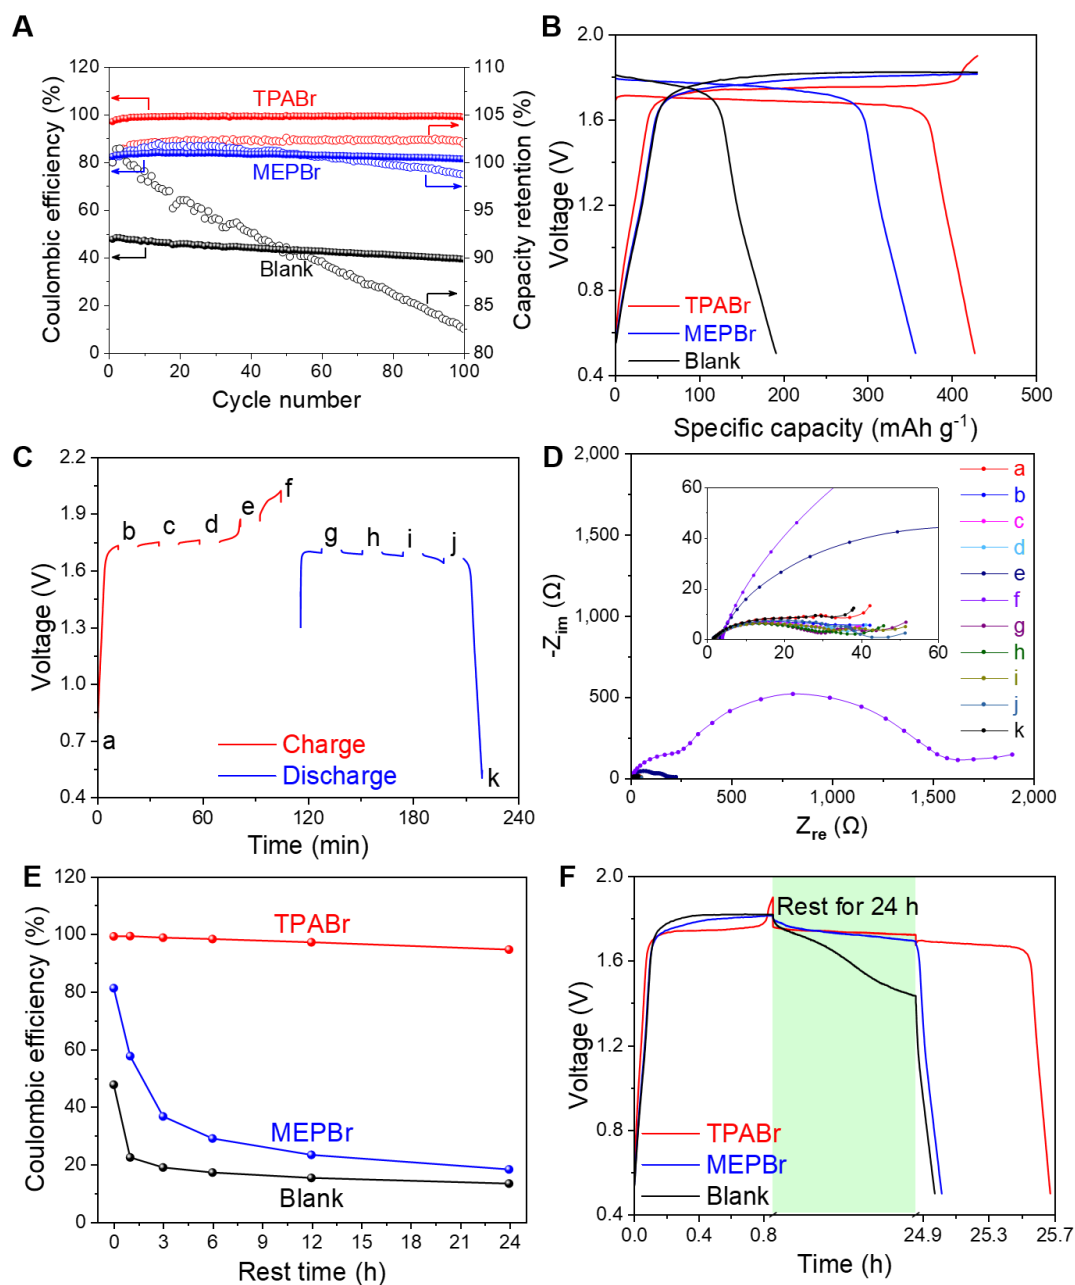 A
Coulombic efficiency (%)
120
100
80
60
40
20
0
110
105
100
95
90
85
80
Capacity retention (%)
TPABr
MEPBr
Blank
0
20
40
60
80
100
Cycle number
B
Voltage (V)
2.0
1.6
1.2
0.8
0.4
TPABr
MEPBr
Blank
0
100
200
300
400
500
Specific capacity (mAh g-1)
C
Voltage (V)
2.2
1.9
1.6
1.3
1.0
0.7
0.4
a
b
c
d
e
f
g
h
i
j
k
Charge
Discharge
0
60
120
180
240
Time (min)
D
-Zim (Ω)
2,000
1,500
1,000
500
0
60
40
20
0
0
20
40
60
a
b
c
d
e
f
g
h
i
j
k
0
500
1,000
1,500
2,000
Zre (Ω)
E
Coulombic efficiency (%)
120
100
80
60
40
20
0
TPABr
MEPBr
Blank
0
3
6
9
12
15
18
21
24
Rest time (h)
F
Voltage (V)
2.0
1.6
1.2
0.8
0.4
Rest for 24 h
TPABr
MEPBr
Blank
0.0
0.4
0.8
24.9
25.3
25.7
Time (h)